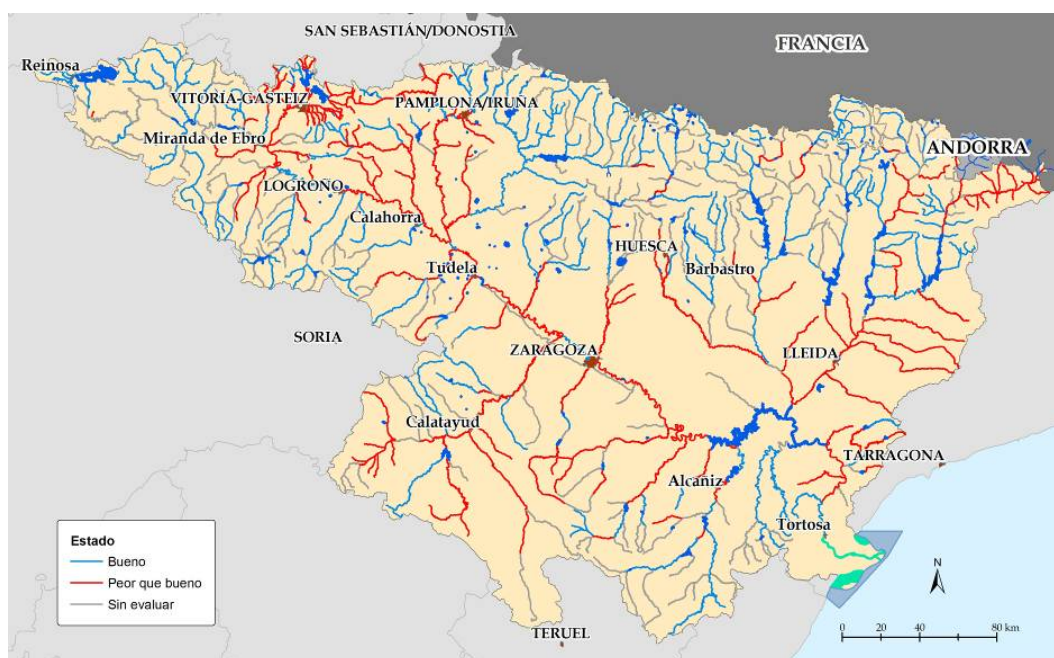 SAN SEBASTIÁN/DONOSTIA
FRANCIA
Reinosa
VITORIA-GASTEIZ
PAMPLONA/IRUÑA
Miranda de Ebro
ANDORRA
LOGROÑO
Calahorra
HUESCA
Tudela
Barbastro
SORIA
ZARAGOZA
LLEIDA
Calatayud
TARRAGONA
Alcañiz
Tortosa
Estado
Bueno
Peor que bueno
Sin evaluar
N
0 20 40 80 km
TERUEL